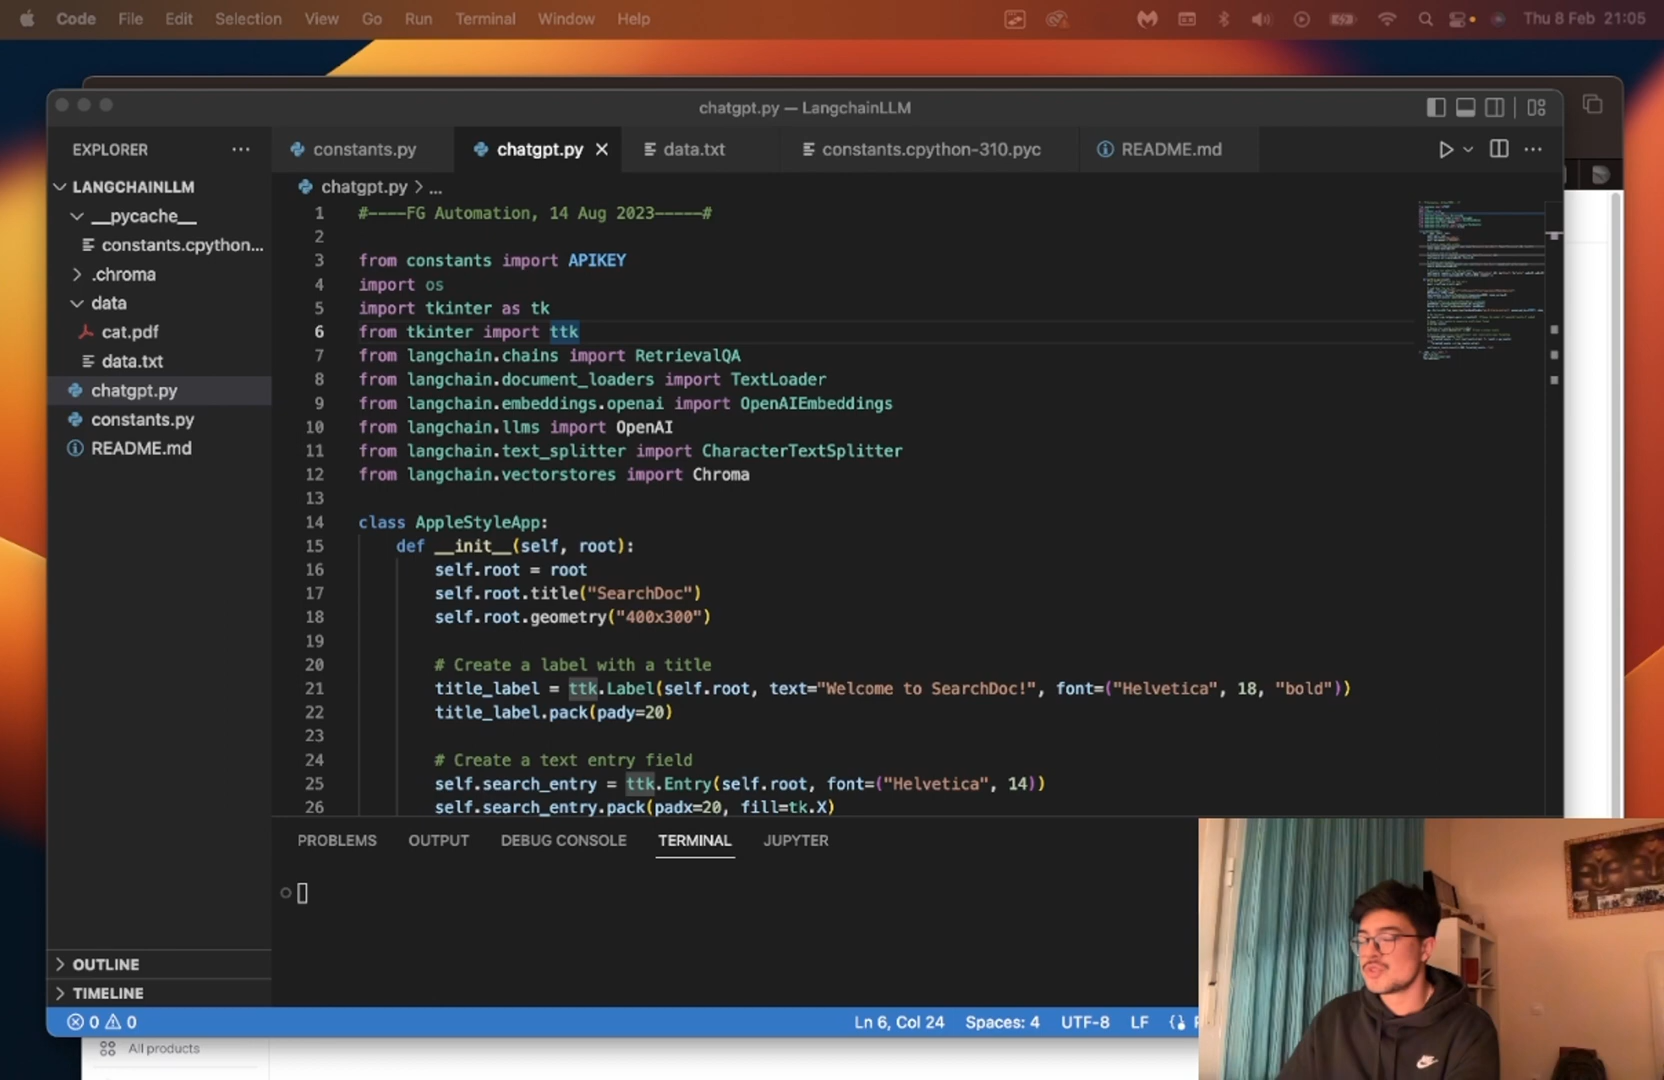 Code File Edit Selection View Go Run Terminal Window Help Thu 8 Feb 21:05
chatgpt.py — LangchainLLM
EXPLORER
constants.py
chatgpt.py
data.txt
constants.cpython-310.pyc
README.md
LANGCHAINLLM
__pycache__
constants.cpython...
.chroma
data
cat.pdf
data.txt
chatgpt.py
constants.py
README.md
OUTLINE
TIMELINE
chatgpt.py > ...
1 #----FG Automation, 14 Aug 2023-----#
2
3 from constants import APIKEY
4 import os
5 import tkinter as tk
6 from tkinter import ttk
7 from langchain.chains import RetrievalQA
8 from langchain.document_loaders import TextLoader
9 from langchain.embeddings.openai import OpenAIEmbeddings
10 from langchain.llms import OpenAI
11 from langchain.text_splitter import CharacterTextSplitter
12 from langchain.vectorstores import Chroma
13
14 class AppleStyleApp:
15     def __init__(self, root):
16         self.root = root
17         self.root.title("SearchDoc")
18         self.root.geometry("400x300")
19
20         # Create a label with a title
21         title_label = ttk.Label(self.root, text="Welcome to SearchDoc!", font=("Helvetica", 18, "bold"))
22         title_label.pack(pady=20)
23
24         # Create a text entry field
25         self.search_entry = ttk.Entry(self.root, font=("Helvetica", 14))
26         self.search_entry.pack(padx=20, fill=tk.X)
PROBLEMS OUTPUT DEBUG CONSOLE TERMINAL JUPYTER
0 0 Ln 6, Col 24 Spaces: 4 UTF-8 LF
All products